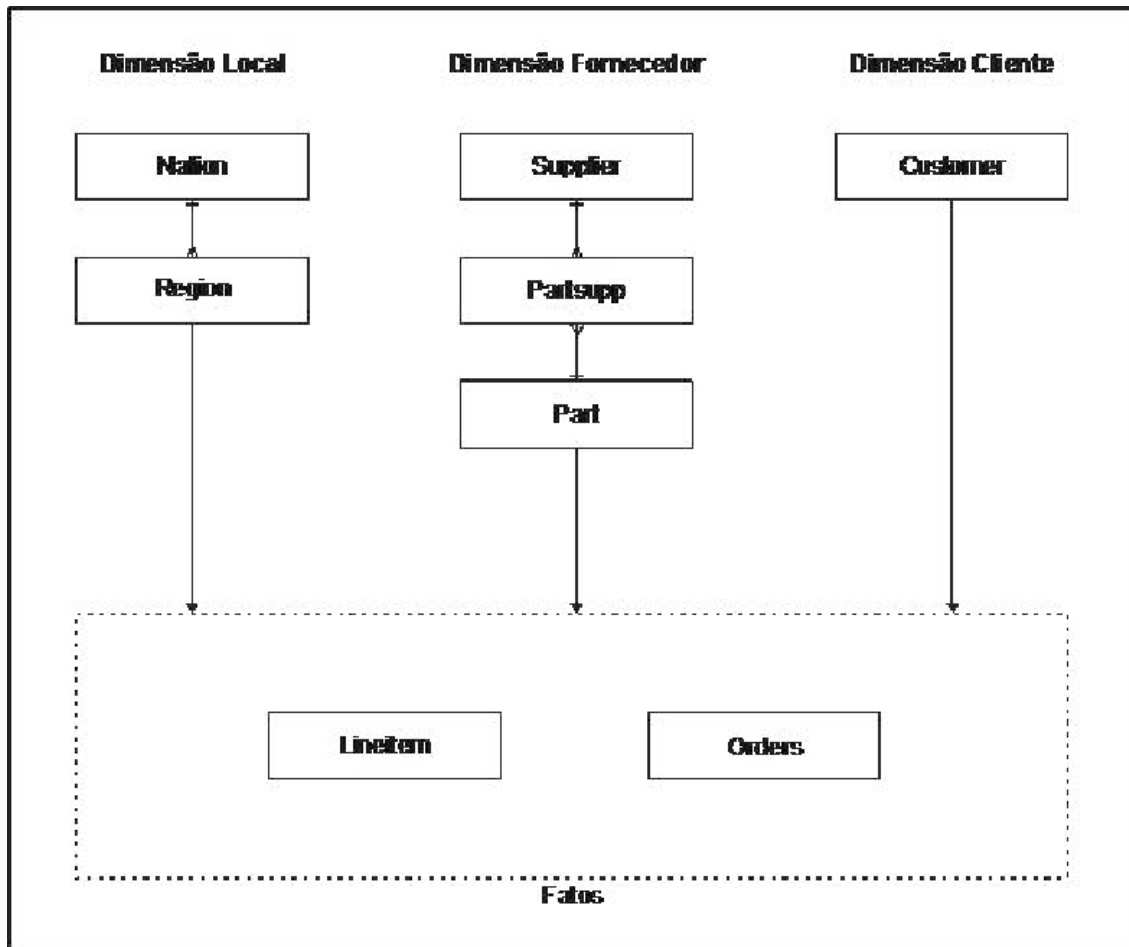 Dimensão Local
Dimensão Fornecedor
Dimensão Cliente
Nation
Supplier
Customer
Region
Partsupp
Part
Lineitem
Orders
Fatos